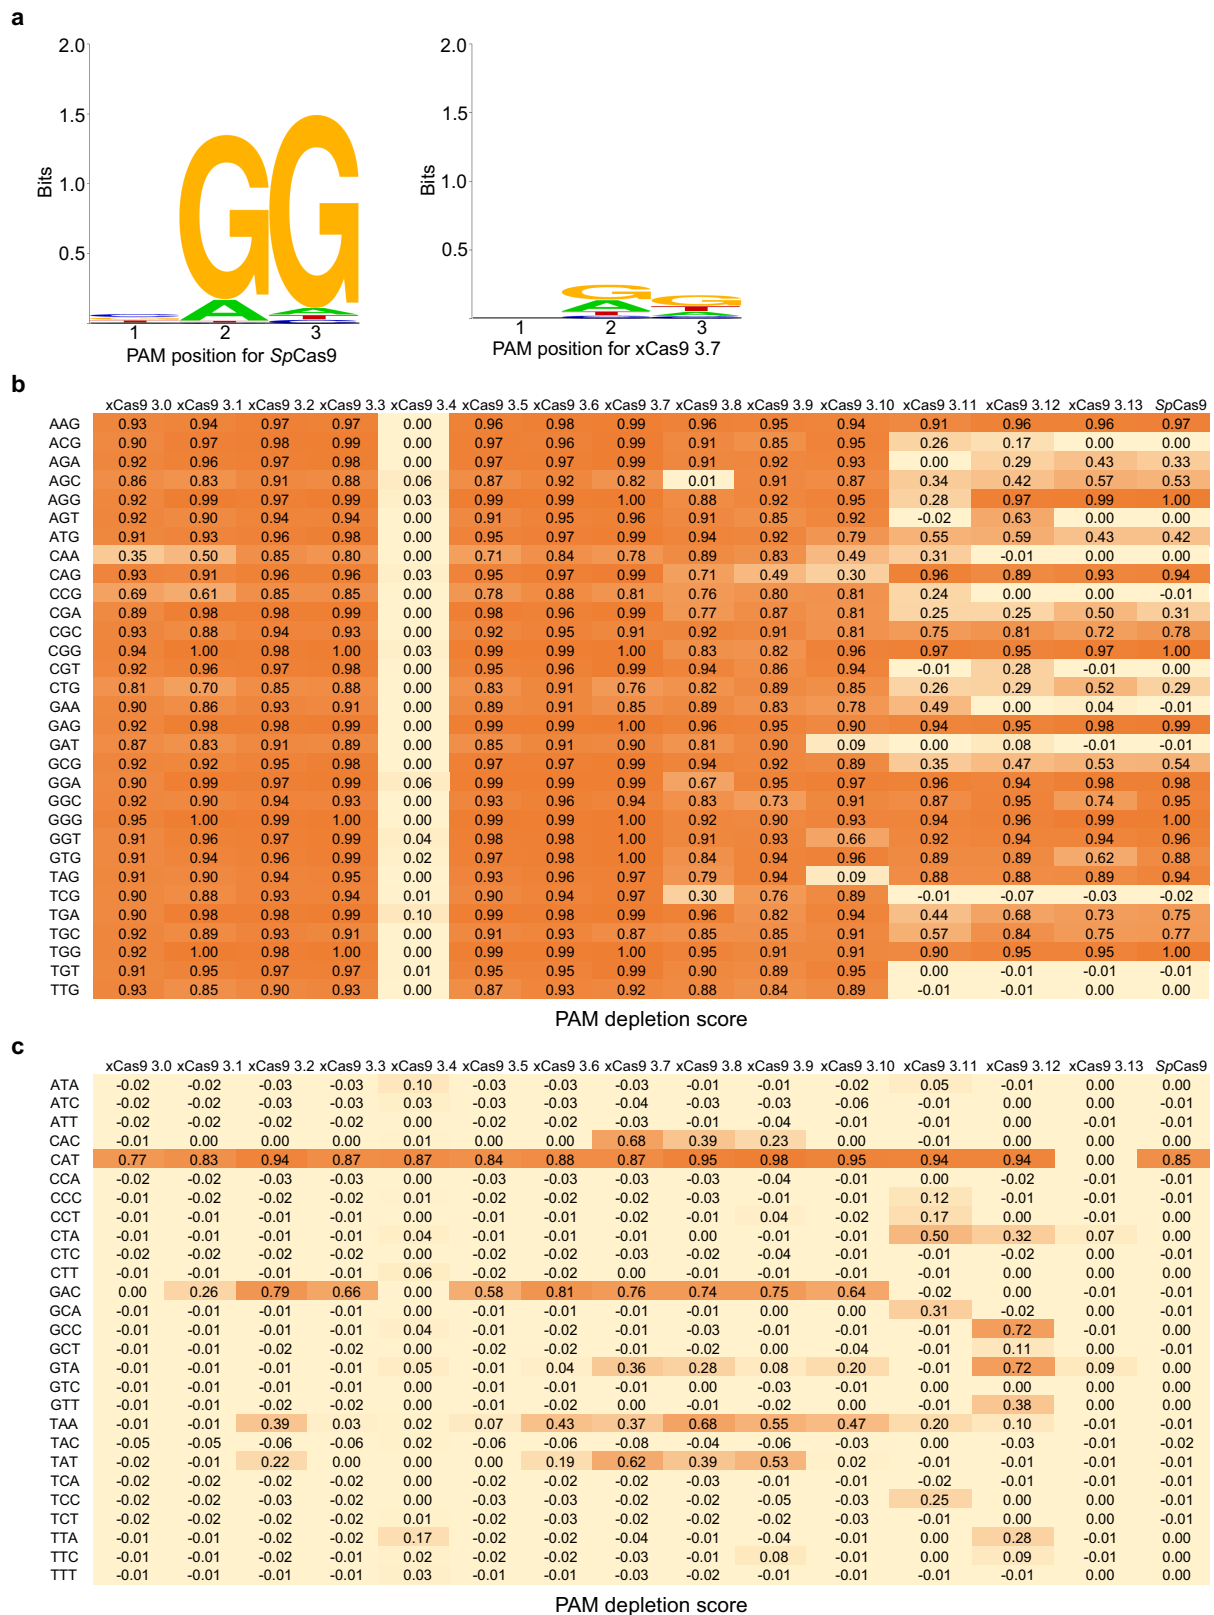 a
2.0
1.5
1.0
0.5
Bits
GG
A
1 2 3
PAM position for SpCas9
2.0
1.5
1.0
0.5
Bits
G G
A T
T A
1 2 3
PAM position for xCas9 3.7
b
xCas9 3.0 xCas9 3.1 xCas9 3.2 xCas9 3.3 xCas9 3.4 xCas9 3.5 xCas9 3.6 xCas9 3.7 xCas9 3.8 xCas9 3.9 xCas9 3.10 xCas9 3.11 xCas9 3.12 xCas9 3.13 SpCas9
AAG 0.93 0.94 0.97 0.97 0.00 0.96 0.98 0.99 0.96 0.95 0.94 0.91 0.96 0.96 0.97
ACG 0.90 0.97 0.98 0.99 0.00 0.97 0.96 0.99 0.91 0.85 0.95 0.26 0.17 0.00 0.00
AGA 0.92 0.96 0.97 0.98 0.00 0.97 0.97 0.99 0.91 0.92 0.93 0.00 0.29 0.43 0.33
AGC 0.86 0.83 0.91 0.88 0.06 0.87 0.92 0.82 0.01 0.91 0.87 0.34 0.42 0.57 0.53
AGG 0.92 0.99 0.97 0.99 0.03 0.99 0.99 1.00 0.88 0.92 0.95 0.28 0.97 0.99 1.00
AGT 0.92 0.90 0.94 0.94 0.00 0.91 0.95 0.96 0.91 0.85 0.92 -0.02 0.63 0.00 0.00
ATG 0.91 0.93 0.96 0.98 0.00 0.95 0.97 0.99 0.94 0.92 0.79 0.55 0.59 0.43 0.42
CAA 0.35 0.50 0.85 0.80 0.00 0.71 0.84 0.78 0.89 0.83 0.49 0.31 -0.01 0.00 0.00
CAG 0.93 0.91 0.96 0.96 0.03 0.95 0.97 0.99 0.71 0.49 0.30 0.96 0.89 0.93 0.94
CCG 0.69 0.61 0.85 0.85 0.00 0.78 0.88 0.81 0.76 0.80 0.81 0.24 0.00 0.00 -0.01
CGA 0.89 0.98 0.98 0.99 0.00 0.98 0.96 0.99 0.77 0.87 0.81 0.25 0.25 0.50 0.31
CGC 0.93 0.88 0.94 0.93 0.00 0.92 0.95 0.91 0.92 0.91 0.81 0.75 0.81 0.72 0.78
CGG 0.94 1.00 0.98 1.00 0.03 0.99 0.99 1.00 0.83 0.82 0.96 0.97 0.95 0.97 1.00
CGT 0.92 0.96 0.97 0.98 0.00 0.95 0.96 0.99 0.94 0.86 0.94 -0.01 0.28 -0.01 0.00
CTG 0.81 0.70 0.85 0.88 0.00 0.83 0.91 0.76 0.82 0.89 0.85 0.26 0.29 0.52 0.29
GAA 0.90 0.86 0.93 0.91 0.00 0.89 0.91 0.85 0.89 0.83 0.78 0.49 0.00 0.04 -0.01
GAG 0.92 0.98 0.98 0.99 0.00 0.99 0.99 1.00 0.96 0.95 0.90 0.94 0.95 0.98 0.99
GAT 0.87 0.83 0.91 0.89 0.00 0.85 0.91 0.90 0.81 0.90 0.09 0.00 0.08 -0.01 -0.01
GCG 0.92 0.92 0.95 0.98 0.00 0.97 0.97 0.99 0.94 0.92 0.89 0.35 0.47 0.53 0.54
GGA 0.90 0.99 0.97 0.99 0.06 0.99 0.99 0.99 0.67 0.95 0.97 0.96 0.94 0.98 0.98
GGC 0.92 0.90 0.94 0.93 0.00 0.93 0.96 0.94 0.83 0.73 0.91 0.87 0.95 0.74 0.95
GGG 0.95 1.00 0.99 1.00 0.00 0.99 0.99 1.00 0.92 0.90 0.93 0.94 0.96 0.99 1.00
GGT 0.91 0.96 0.97 0.99 0.04 0.98 0.98 1.00 0.91 0.93 0.66 0.92 0.94 0.94 0.96
GTG 0.91 0.94 0.96 0.99 0.02 0.97 0.98 1.00 0.84 0.94 0.96 0.89 0.89 0.62 0.88
TAG 0.91 0.90 0.94 0.95 0.00 0.93 0.96 0.97 0.79 0.94 0.09 0.88 0.88 0.89 0.94
TCG 0.90 0.88 0.93 0.94 0.01 0.90 0.94 0.97 0.30 0.76 0.89 -0.01 -0.07 -0.03 -0.02
TGA 0.90 0.98 0.98 0.99 0.10 0.99 0.98 0.99 0.96 0.82 0.94 0.44 0.68 0.73 0.75
TGC 0.92 0.89 0.93 0.91 0.00 0.91 0.93 0.87 0.85 0.85 0.91 0.57 0.84 0.75 0.77
TGG 0.92 1.00 0.98 1.00 0.00 0.99 0.99 1.00 0.95 0.91 0.91 0.90 0.95 0.95 1.00
TGT 0.91 0.95 0.97 0.97 0.01 0.95 0.95 0.99 0.90 0.89 0.95 0.00 -0.01 -0.01 -0.01
TTG 0.93 0.85 0.90 0.93 0.00 0.87 0.93 0.92 0.88 0.84 0.89 -0.01 -0.01 0.00 0.00
PAM depletion score
c
xCas9 3.0 xCas9 3.1 xCas9 3.2 xCas9 3.3 xCas9 3.4 xCas9 3.5 xCas9 3.6 xCas9 3.7 xCas9 3.8 xCas9 3.9 xCas9 3.10 xCas9 3.11 xCas9 3.12 xCas9 3.13 SpCas9
ATA -0.02 -0.02 -0.03 -0.03 0.10 -0.03 -0.03 -0.03 -0.01 -0.01 -0.02 0.05 -0.01 0.00 0.00
ATC -0.02 -0.02 -0.03 -0.03 0.03 -0.03 -0.03 -0.04 -0.03 -0.03 -0.06 -0.01 0.00 0.00 -0.01
ATT -0.02 -0.02 -0.02 -0.02 0.00 -0.02 -0.02 -0.03 -0.01 -0.04 -0.01 -0.01 0.00 -0.01 -0.01
CAC -0.01 0.00 0.00 0.00 0.01 0.00 0.00 0.68 0.39 0.23 0.00 -0.01 0.00 0.00 0.00
CAT 0.77 0.83 0.94 0.87 0.87 0.84 0.88 0.87 0.95 0.98 0.95 0.94 0.94 0.00 0.85
CCA -0.02 -0.02 -0.03 -0.03 0.00 -0.03 -0.03 -0.03 -0.03 -0.04 -0.01 0.00 -0.02 -0.01 -0.01
CCC -0.01 -0.01 -0.02 -0.02 0.01 -0.02 -0.02 -0.02 -0.03 -0.01 -0.01 0.12 -0.01 -0.01 -0.01
CCT -0.01 -0.01 -0.01 -0.01 0.00 -0.01 -0.01 -0.02 -0.01 0.04 -0.02 0.17 0.00 -0.01 0.00
CTA -0.01 -0.01 -0.01 -0.01 0.04 -0.01 -0.01 -0.01 0.00 -0.01 -0.01 0.50 0.32 0.07 0.00
CTC -0.02 -0.02 -0.02 -0.02 0.00 -0.02 -0.02 -0.03 -0.02 -0.04 -0.01 -0.01 -0.02 0.00 -0.01
CTT -0.01 -0.01 -0.01 -0.01 0.06 -0.02 -0.02 0.00 -0.01 -0.01 -0.01 -0.01 0.00 0.00 0.00
GAC 0.00 0.26 0.79 0.66 0.00 0.58 0.81 0.76 0.74 0.75 0.64 -0.02 0.00 -0.01 -0.01
GCA -0.01 -0.01 -0.01 -0.01 0.00 -0.01 -0.01 -0.01 -0.01 0.00 0.00 0.31 -0.02 0.00 -0.01
GCC -0.01 -0.01 -0.01 -0.01 0.04 -0.01 -0.02 -0.01 -0.03 -0.01 -0.01 -0.01 0.72 -0.01 0.00
GCT -0.01 -0.01 -0.01 -0.02 0.00 -0.02 -0.01 -0.01 -0.02 0.00 -0.04 -0.01 0.11 0.00 -0.01
GTA -0.01 -0.01 -0.01 -0.01 0.05 -0.01 0.04 0.36 0.28 0.08 0.20 -0.01 0.72 0.09 0.00
GTC -0.01 -0.01 -0.01 -0.01 0.00 -0.01 -0.01 -0.01 0.00 -0.03 -0.01 0.00 0.00 0.00 -0.01
GTT -0.01 -0.01 -0.02 -0.02 0.00 -0.01 -0.02 0.00 -0.02 -0.02 -0.01 -0.01 0.38 0.00 0.00
TAA -0.01 -0.01 0.39 0.03 0.02 0.07 0.43 0.37 0.68 0.55 0.47 0.20 0.10 -0.01 -0.01
TAC -0.05 -0.05 -0.06 -0.06 0.02 -0.06 -0.06 -0.08 -0.04 -0.06 -0.03 0.00 -0.03 -0.01 -0.02
TAT -0.02 -0.01 0.22 0.00 0.00 0.00 0.19 0.62 0.39 0.53 0.02 -0.01 -0.01 -0.01 -0.01
TCA -0.02 -0.02 -0.02 -0.02 0.00 -0.02 -0.02 -0.02 -0.03 -0.01 -0.01 -0.02 -0.01 -0.01 -0.01
TCC -0.02 -0.02 -0.03 -0.02 0.00 -0.03 -0.03 -0.02 -0.02 -0.05 -0.03 0.25 0.00 0.00 -0.01
TCT -0.02 -0.02 -0.02 -0.02 0.01 -0.02 -0.02 -0.02 -0.02 -0.02 -0.03 -0.01 0.00 0.00 -0.01
TTA -0.01 -0.01 -0.02 -0.02 0.17 -0.02 -0.02 -0.04 -0.01 -0.04 -0.01 0.00 0.28 -0.01 0.00
TTC -0.01 -0.01 -0.02 -0.01 0.02 -0.02 -0.02 -0.03 -0.01 0.08 -0.01 0.00 0.09 -0.01 0.00
TTT -0.01 -0.01 -0.01 -0.01 0.03 -0.01 -0.01 -0.03 -0.02 -0.01 -0.01 -0.01 -0.01 0.00 0.00
PAM depletion score